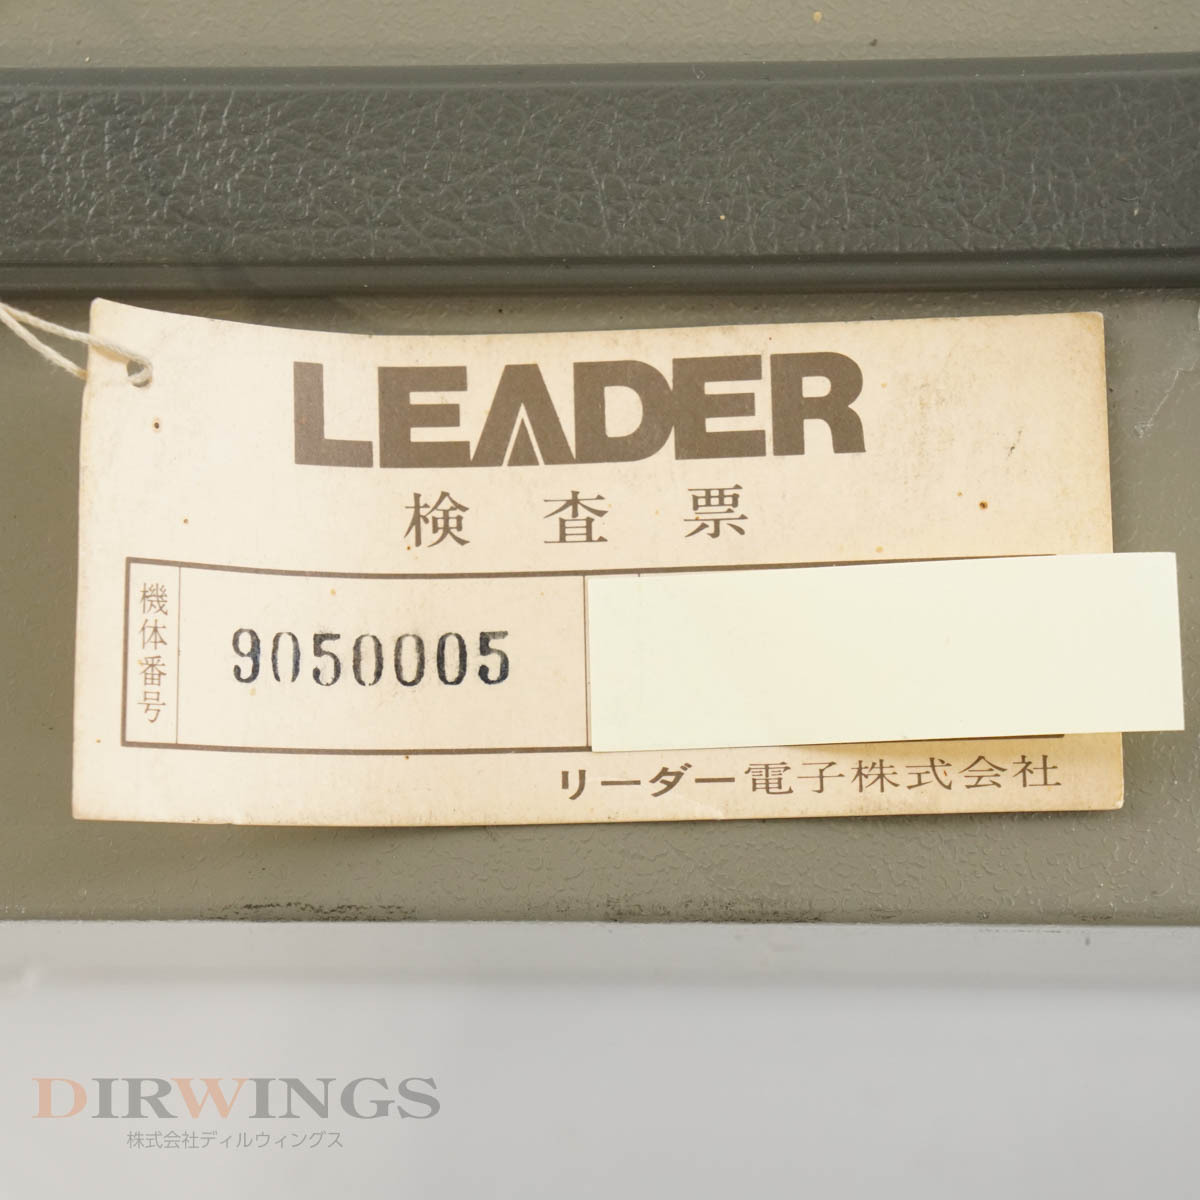 LEADER
検査票
機体番号
9050005
リーダー電子株式会社
DIRWINGS
株式会社ディルウィングス